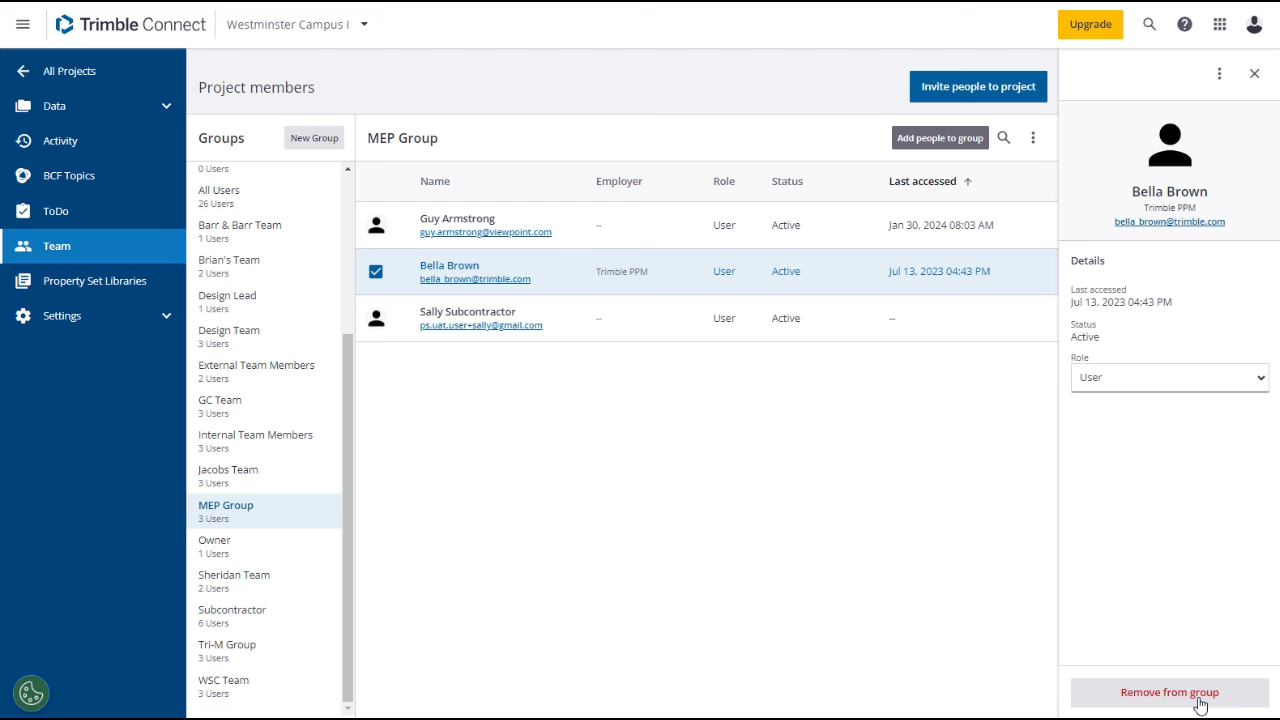 Trimble Connect
Westminster Campus I
Upgrade
All Projects
Data
Activity
BCF Topics
ToDo
Team
Property Set Libraries
Settings
Project members
Invite people to project
Groups
New Group
0 Users
All Users
26 Users
Barr & Barr Team
1 Users
Brian's Team
2 Users
Design Lead
1 Users
Design Team
3 Users
External Team Members
2 Users
GC Team
3 Users
Internal Team Members
3 Users
Jacobs Team
3 Users
MEP Group
3 Users
Owner
1 Users
Sheridan Team
2 Users
Subcontractor
6 Users
Tri-M Group
3 Users
WSC Team
3 Users
MEP Group
Add people to group
Name Employer Role Status Last accessed
Guy Armstrong
guy.armstrong@viewpoint.com
-- User Active Jan 30, 2024 08:03 AM
Bella Brown
bella_brown@trimble.com
Trimble PPM User Active Jul 13, 2023 04:43 PM
Sally Subcontractor
ps.uat.user+sally@gmail.com
-- User Active --
Bella Brown
Trimble PPM
bella_brown@trimble.com
Details
Last accessed
Jul 13, 2023 04:43 PM
Status
Active
Role
User
Remove from group